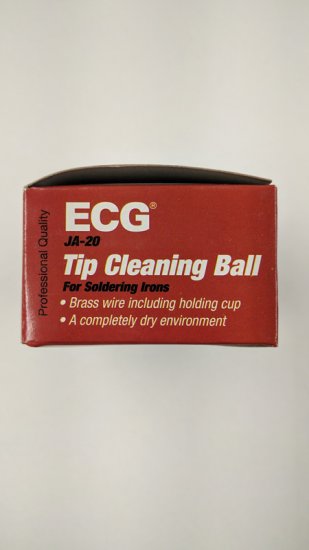 Professional Quality
ECG®
JA-20
Tip Cleaning Ball
For Soldering Irons
• Brass wire including holding cup
• A completely dry environment